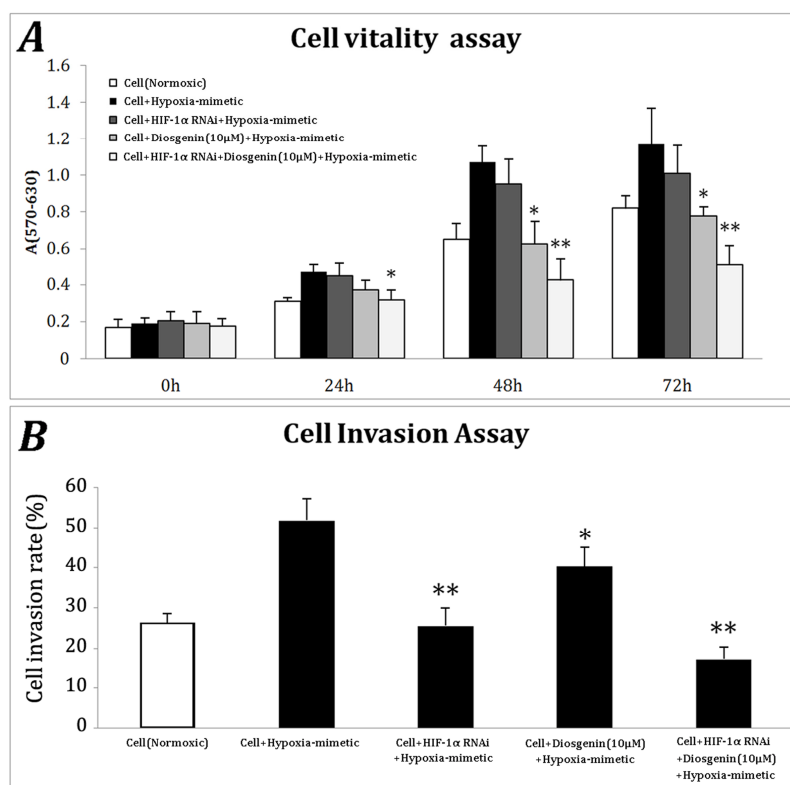 A
Cell vitality assay
1.6
1.4
1.2
1.0
0.8
0.6
0.4
0.2
0
A(570-630)
Cell(Normoxic)
Cell+Hypoxia-mimetic
Cell+HIF-1α RNAi+Hypoxia-mimetic
Cell+Diosgenin(10μM)+Hypoxia-mimetic
Cell+HIF-1α RNAi+Diosgenin(10μM)+Hypoxia-mimetic
*
*
**
*
**
0h
24h
48h
72h
B
Cell Invasion Assay
60
50
40
30
20
10
0
Cell invasion rate(%)
**
*
**
Cell(Normoxic)
Cell+Hypoxia-mimetic
Cell+HIF-1α RNAi
+Hypoxia-mimetic
Cell+Diosgenin(10μM)
+Hypoxia-mimetic
Cell+HIF-1α RNAi
+Diosgenin(10μM)
+Hypoxia-mimetic